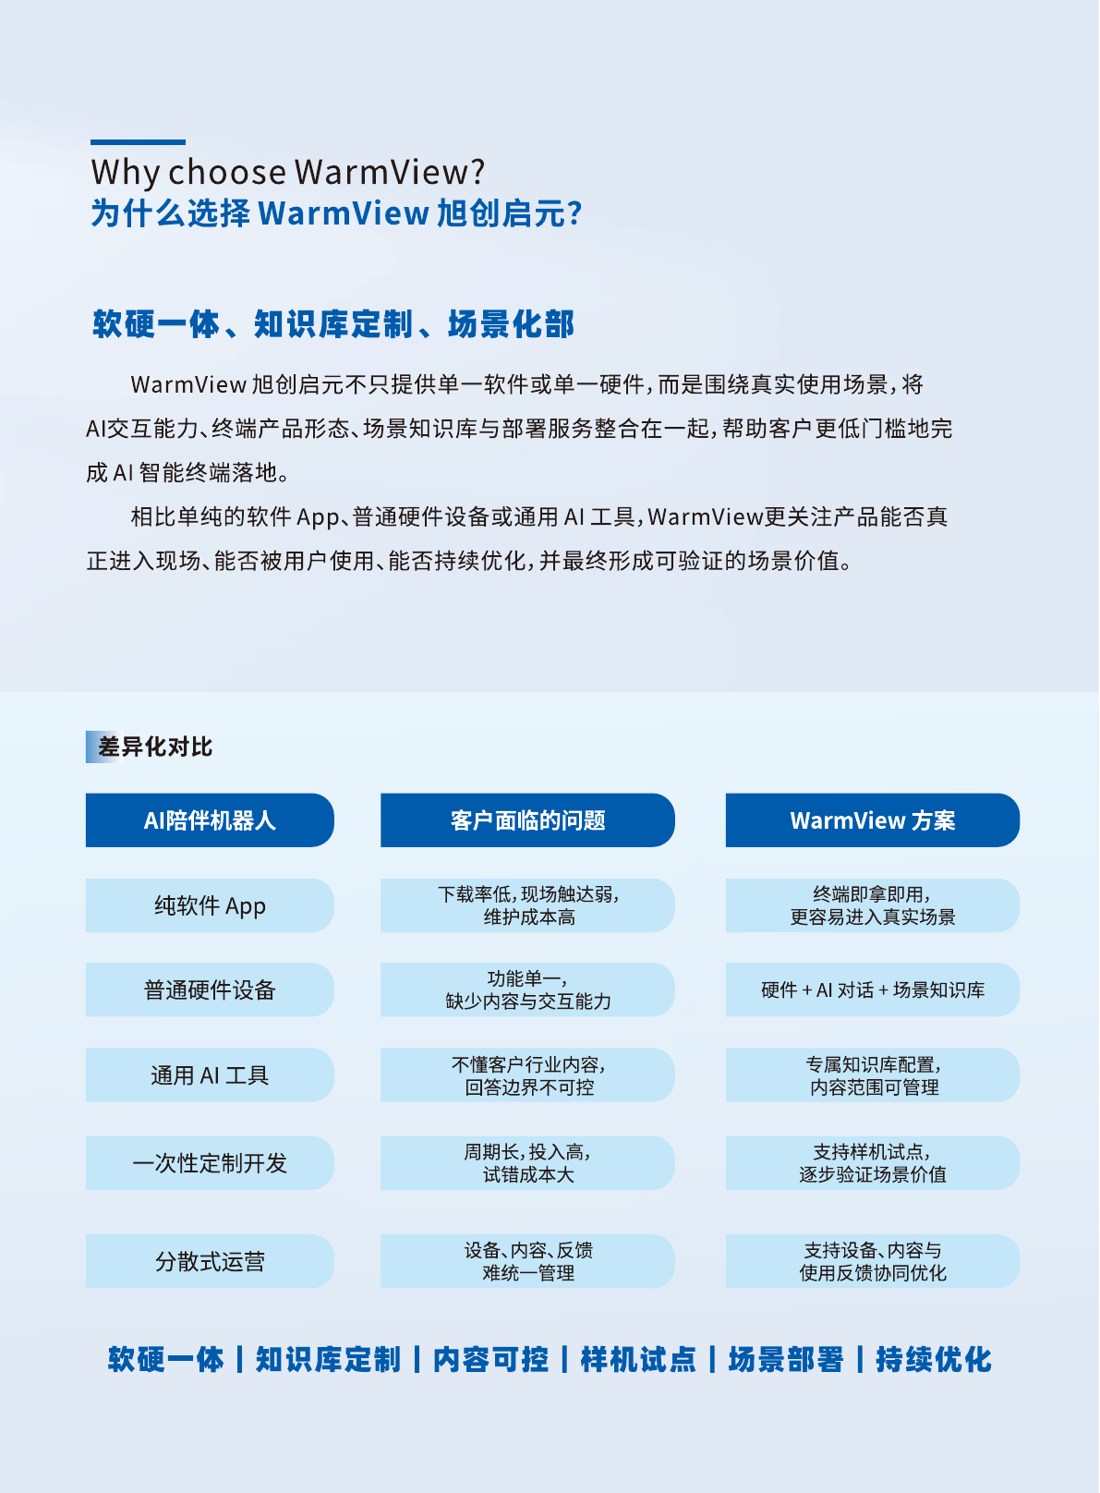 Why choose WarmView?
为什么选择 WarmView 旭创启元?
软硬一体、知识库定制、场景化部
WarmView 旭创启元不只提供单一软件或单一硬件，而是围绕真实使用场景，将
AI交互能力、终端产品形态、场景知识库与部署服务整合在一起，帮助客户更低门槛地完
成 AI 智能终端落地。
相比单纯的软件 App、普通硬件设备或通用 AI 工具，WarmView更关注产品能否真
正进入现场、能否被用户使用、能否持续优化，并最终形成可验证的场景价值。
差异化对比
AI陪伴机器人
客户面临的问题
WarmView 方案
纯软件 App
下载率低，现场触达弱，
维护成本高
终端即拿即用，
更容易进入真实场景
普通硬件设备
功能单一，
缺少内容与交互能力
硬件 + AI 对话 + 场景知识库
通用 AI 工具
不懂客户行业内容，
回答边界不可控
专属知识库配置，
内容范围可管理
一次性定制开发
周期长，投入高，
试错成本大
支持样机试点，
逐步验证场景价值
分散式运营
设备、内容、反馈
难统一管理
支持设备、内容与
使用反馈协同优化
软硬一体 | 知识库定制 | 内容可控 | 样机试点 | 场景部署 | 持续优化